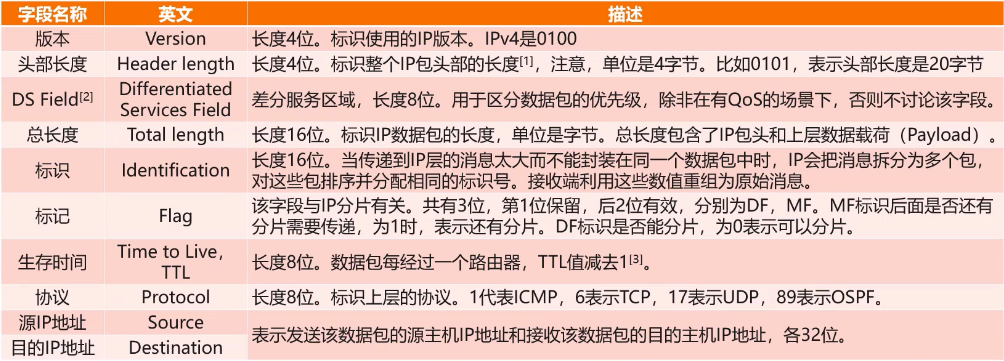 字段名称 英文 描述
版本 Version 长度4位。标识使用的IP版本。IPv4是0100
头部长度 Header length 长度4位。标识整个IP包头部的长度[1]，注意，单位是4字节。比如0101，表示头部长度是20字节
DS Field[2] Differentiated Services Field 差分服务区域，长度8位。用于区分数据包的优先级，除非在有QoS的场景下，否则不讨论该字段。
总长度 Total length 长度16位。标识IP数据包的长度，单位是字节。总长度包含了IP包头和上层数据载荷（Payload）。
标识 Identification 长度16位。当传递到IP层的消息太大而不能封装在同一个数据包中时，IP会把消息拆分为多个包，
对这些包排序并分配相同的标识号。接收端利用这些数值重组为原始消息。
标记 Flag 该字段与IP分片有关。共有3位，第1位保留，后2位有效，分别为DF，MF。MF标识后面是否还有
分片需要传递，为1时，表示还有分片。DF标识是否能分片，为0表示可以分片。
生存时间 Time to Live， TTL 长度8位。数据包每经过一个路由器，TTL值减去1[3]。
协议 Protocol 长度8位。标识上层的协议。1代表ICMP，6表示TCP，17表示UDP，89表示OSPF。
源IP地址 Source 表示发送该数据包的源主机IP地址和接收该数据包的目的主机IP地址，各32位。
目的IP地址 Destination